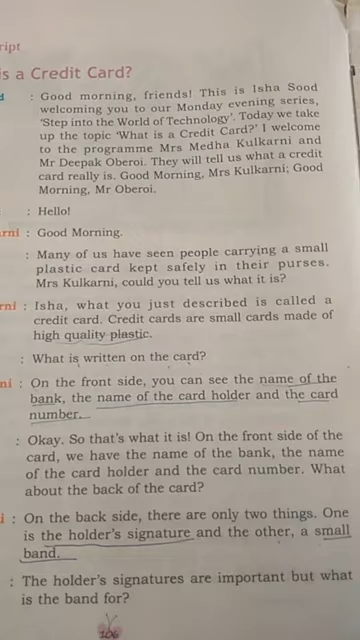 ript
s a Credit Card?
: Good morning, friends! This is Isha Sood
welcoming you to our Monday evening series,
'Step into the World of Technology'. Today we take
up the topic 'What is a Credit Card?' I welcome
to the programme Mrs Medha Kulkarni and
Mr Deepak Oberoi. They will tell us what a credit
card really is. Good Morning, Mrs Kulkarni; Good
Morning, Mr Oberoi.
: Hello!
rni : Good Morning.
: Many of us have seen people carrying a small
plastic card kept safely in their purses.
Mrs Kulkarni, could you tell us what it is?
rni : Isha, what you just described is called a
credit card. Credit cards are small cards made of
high quality plastic.
: What is written on the card?
ni : On the front side, you can see the name of the
bank, the name of the card holder and the card
number.
: Okay. So that's what it is! On the front side of the
card, we have the name of the bank, the name
of the card holder and the card number. What
about the back of the card?
i : On the back side, there are only two things. One
is the holder's signature and the other, a small
band.
: The holder's signatures are important but what
is the band for?
106